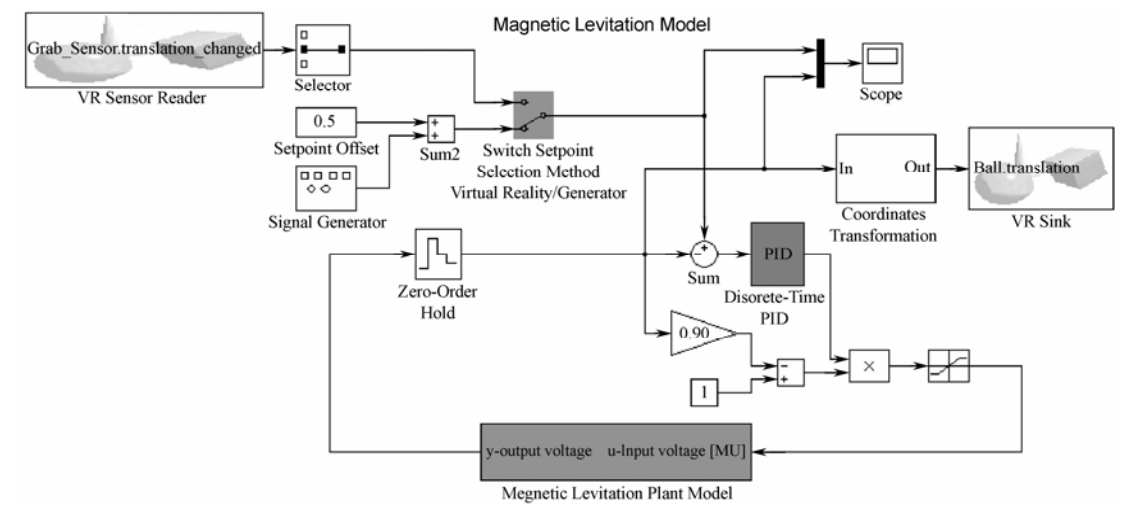 Magnetic Levitation Model
Grab_Sensor.translation_changed
VR Sensor Reader
Selector
Scope
0.5
Setpoint Offset
+
+
Sum2
Switch Setpoint
Selection Method
Virtual Reality/Generator
Signal Generator
In
Out
Coordinates
Transformation
Ball.translation
VR Sink
Zero-Order
Hold
−
+
Sum
PID
Disorete-Time
PID
0.90
−
+
1
×
y-output voltage
u-Input voltage [MU]
Megnetic Levitation Plant Model